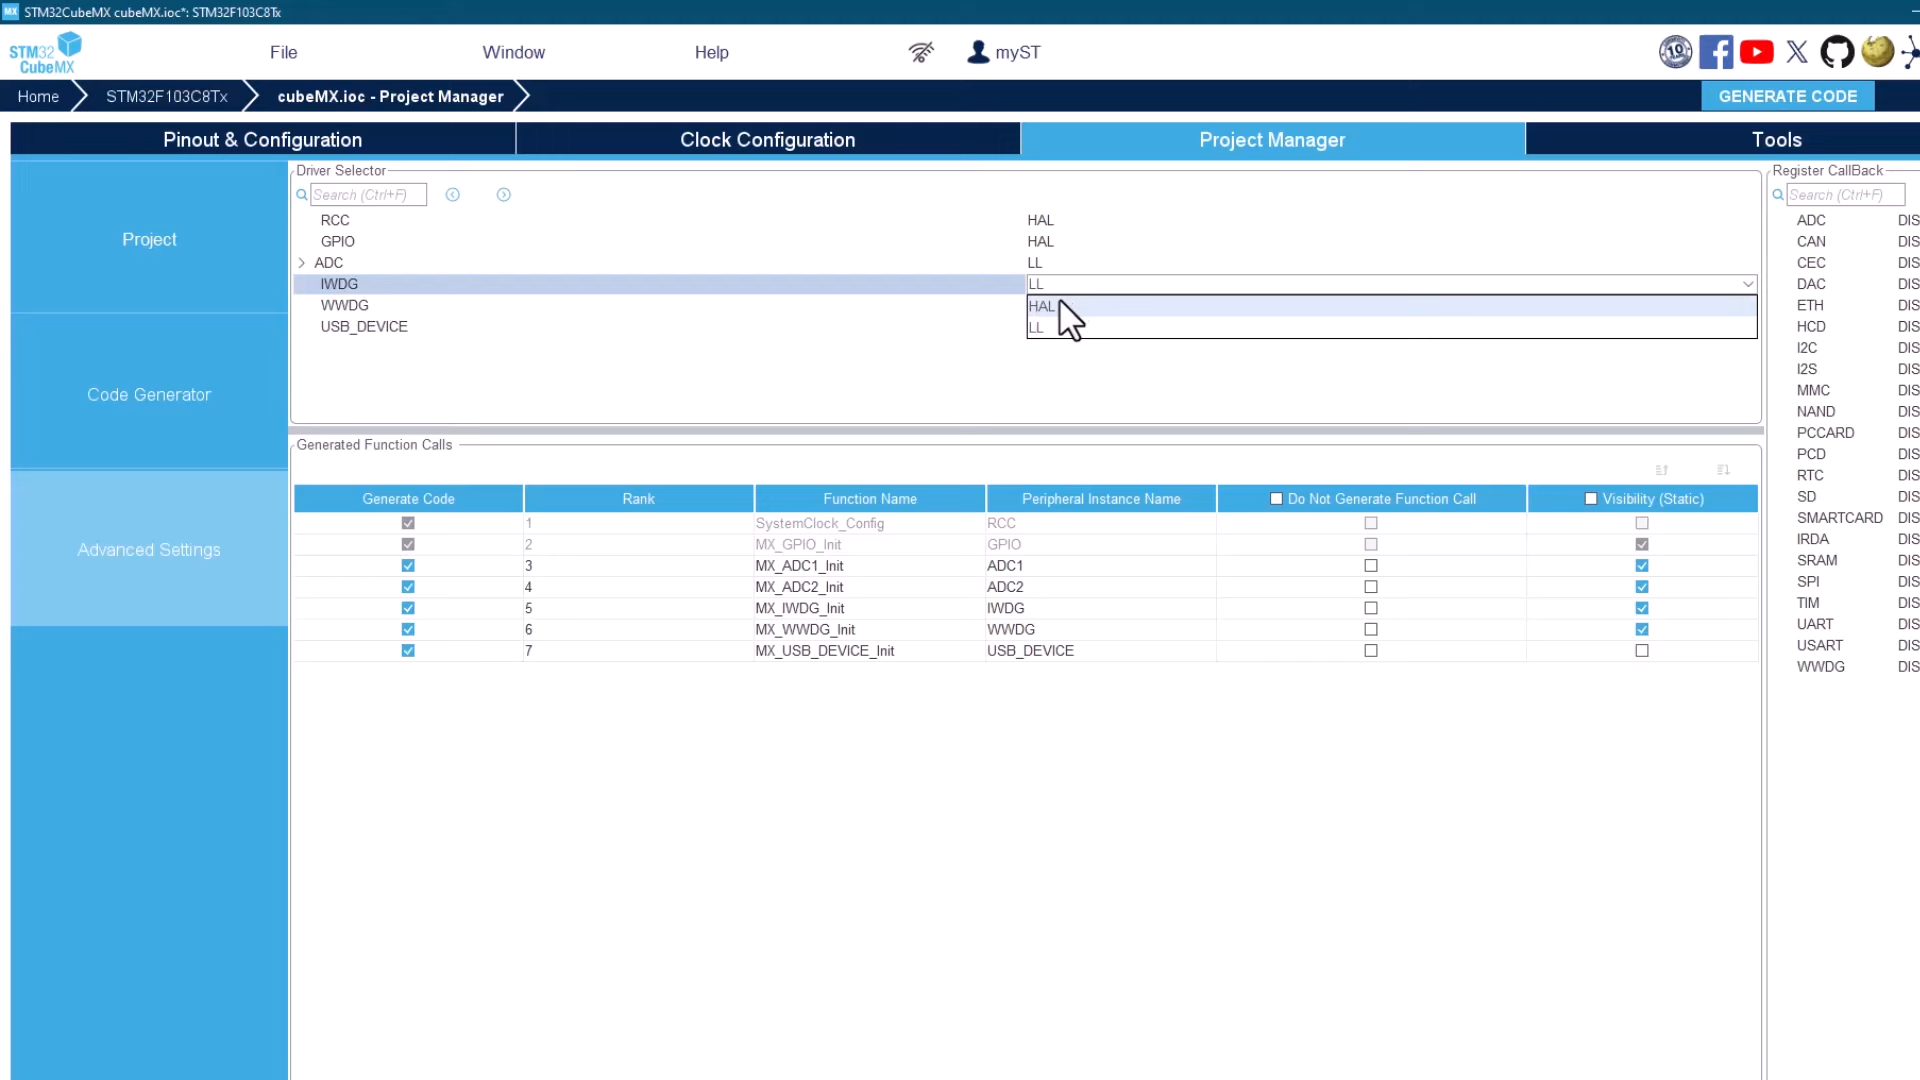 MX STM32CubeMX cubeMX.ioc*: STM32F103C8Tx
STM32
CubeMX
File
Window
Help
myST
10
Home
STM32F103C8Tx
cubeMX.ioc - Project Manager
GENERATE CODE
Pinout & Configuration
Clock Configuration
Project Manager
Tools
Project
Code Generator
Advanced Settings
Driver Selector
Search (Ctrl+F)
RCC HAL
GPIO HAL
ADC LL
IWDG LL
WWDG HAL
USB_DEVICE LL
Register CallBack
Search (Ctrl+F)
ADC DIS
CAN DIS
CEC DIS
DAC DIS
ETH DIS
HCD DIS
I2C DIS
I2S DIS
MMC DIS
NAND DIS
PCCARD DIS
PCD DIS
RTC DIS
SD DIS
SMARTCARD DIS
IRDA DIS
SRAM DIS
SPI DIS
TIM DIS
UART DIS
USART DIS
WWDG DIS
Generated Function Calls
Generate Code Rank Function Name Peripheral Instance Name Do Not Generate Function Call Visibility (Static)
1 SystemClock_Config RCC
2 MX_GPIO_Init GPIO
3 MX_ADC1_Init ADC1
4 MX_ADC2_Init ADC2
5 MX_IWDG_Init IWDG
6 MX_WWDG_Init WWDG
7 MX_USB_DEVICE_Init USB_DEVICE